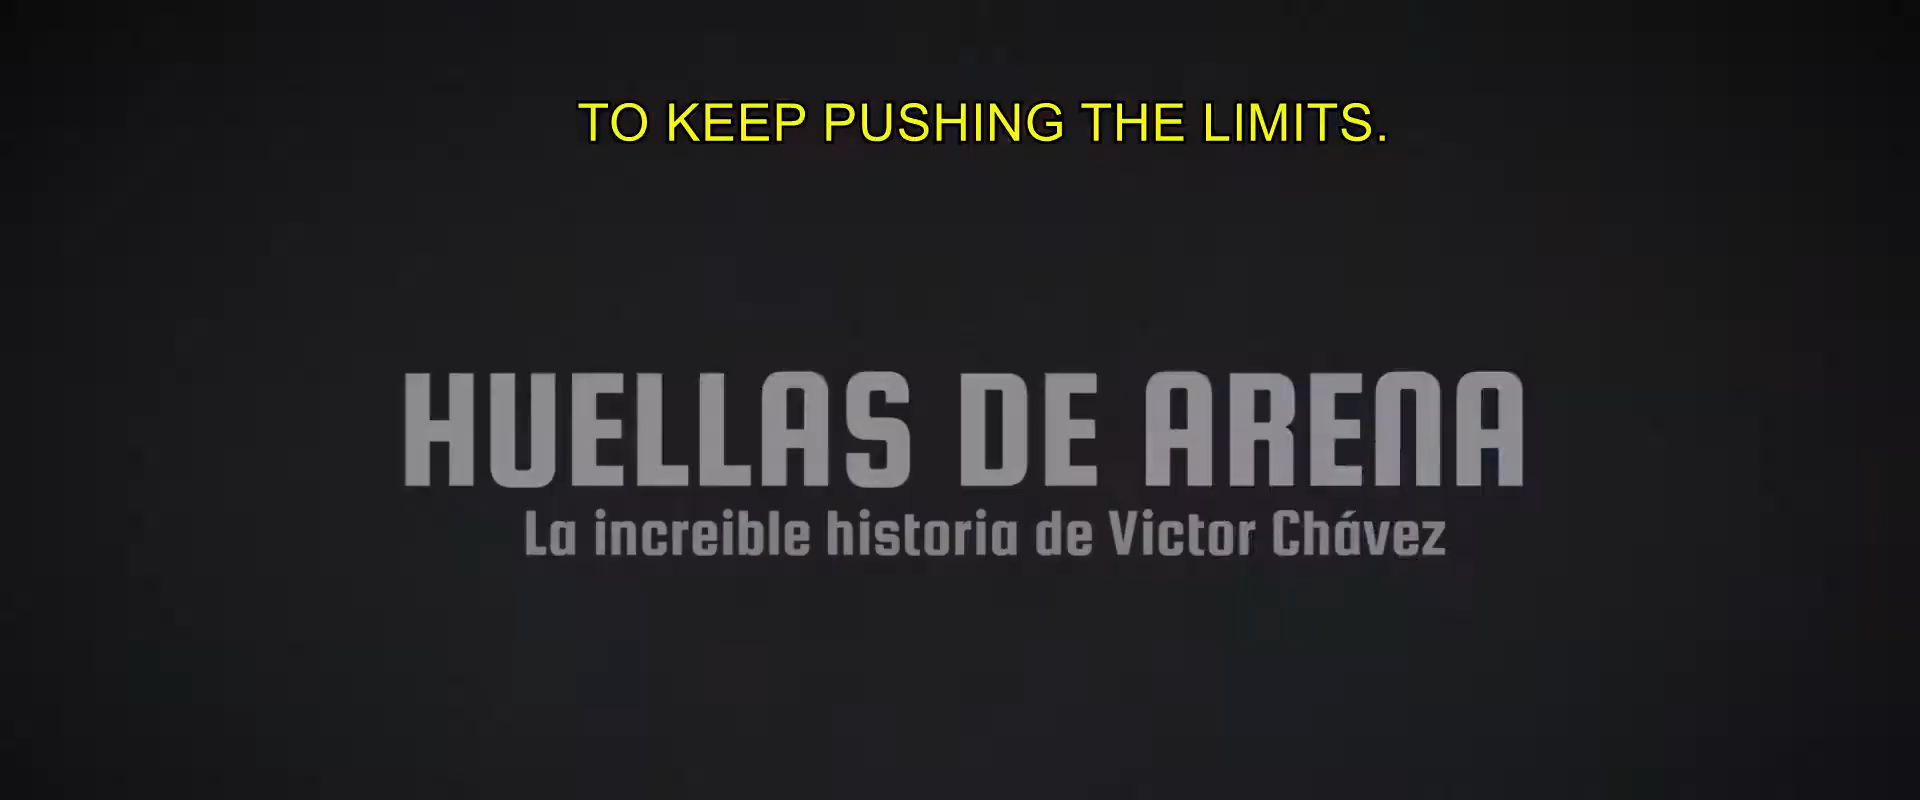 TO KEEP PUSHING THE LIMITS.
HUELLAS DE ARENA
La increible historia de Victor Chávez